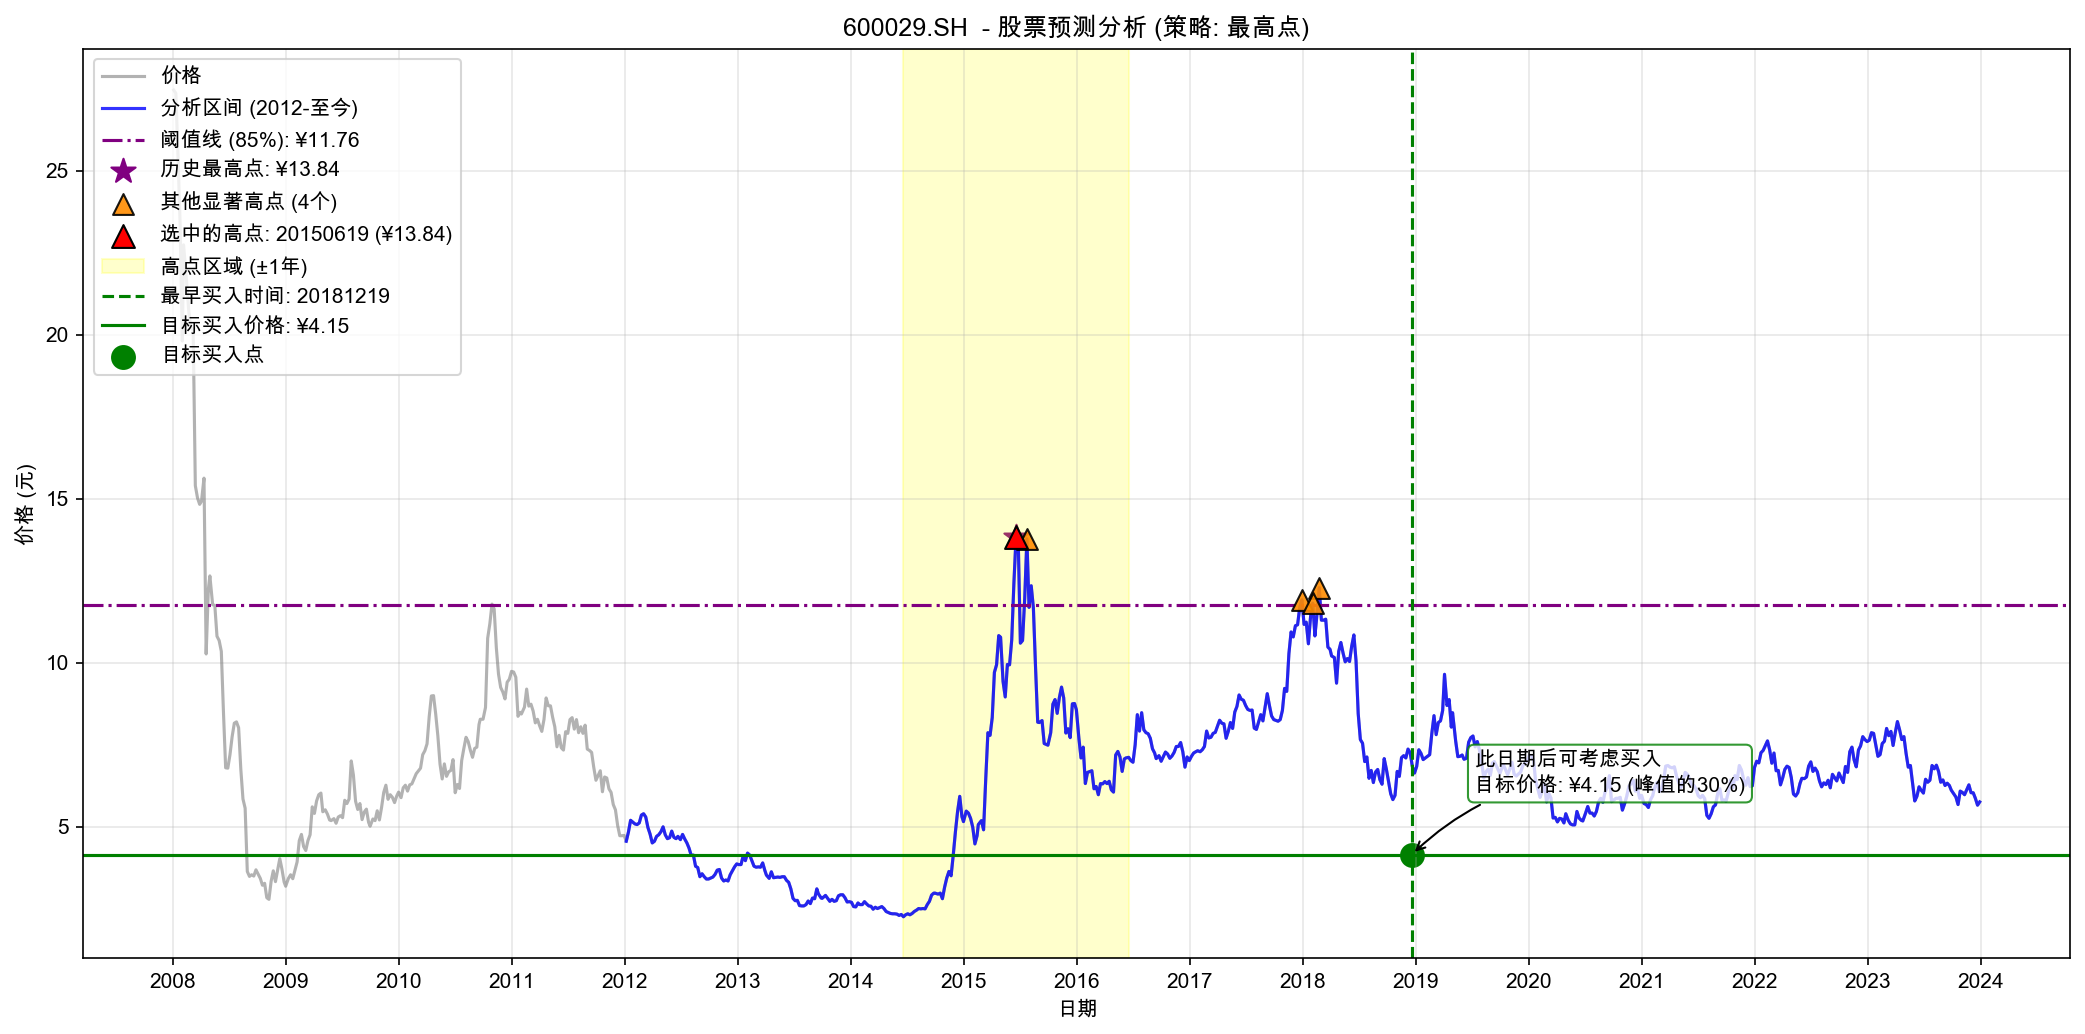 600029.SH  - 股票预测分析 (策略: 最高点)
价格
分析区间 (2012-至今)
阈值线 (85%): ¥11.76
历史最高点: ¥13.84
其他显著高点 (4个)
选中的高点: 20150619 (¥13.84)
高点区域 (±1年)
最早买入时间: 20181219
目标买入价格: ¥4.15
目标买入点
价格 (元)
25
20
15
10
5
此日期后可考虑买入
目标价格: ¥4.15 (峰值的30%)
2008 2009 2010 2011 2012 2013 2014 2015 2016 2017 2018 2019 2020 2021 2022 2023 2024
日期